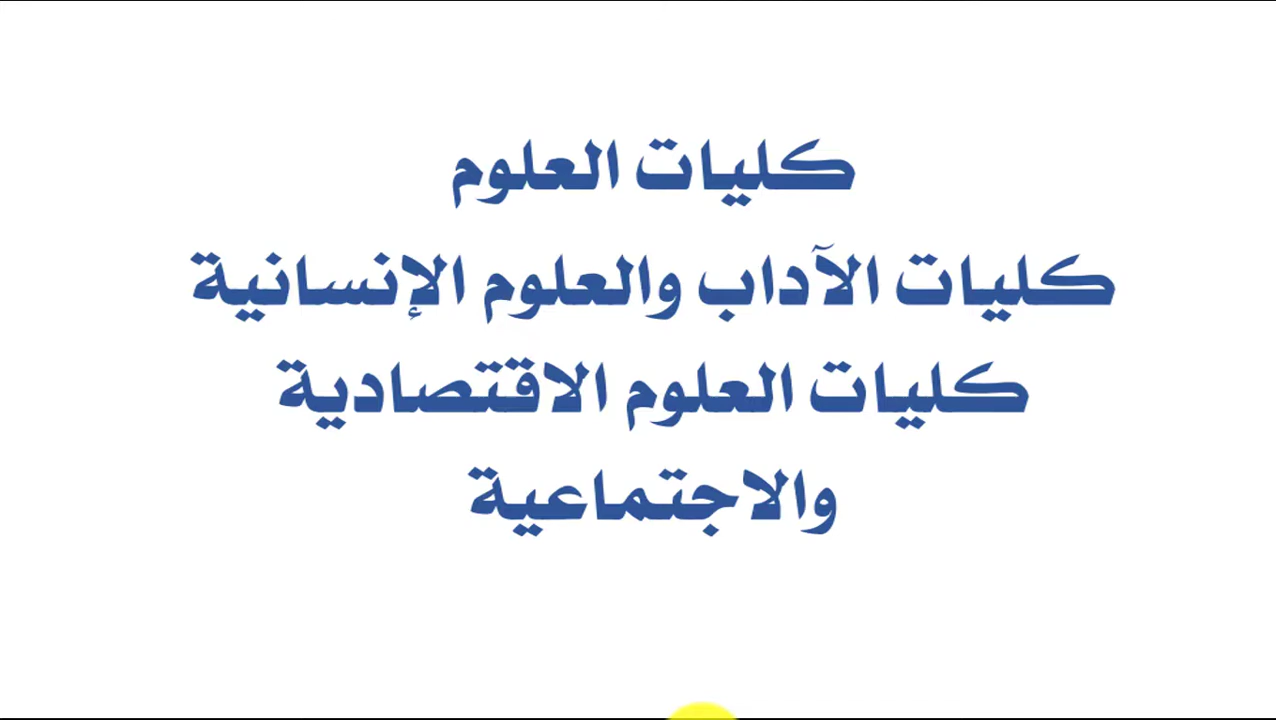 كليات العلوم
كليات الآداب والعلوم الإنسانية
كليات العلوم الاقتصادية
والاجتماعية